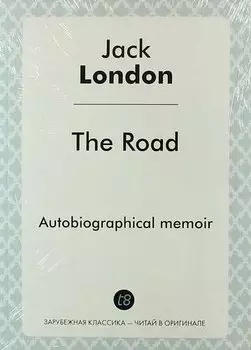 Jack
London
The Road
Autobiographical memoir
t8
ЗАРУБЕЖНАЯ КЛАССИКА — ЧИТАЙ В ОРИГИНАЛЕ